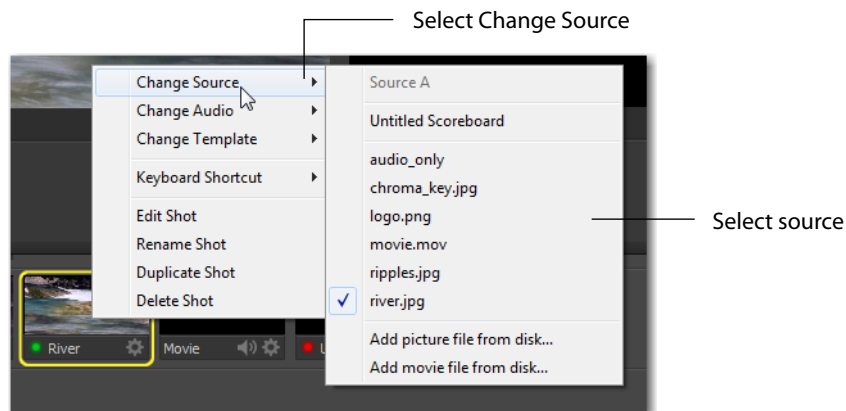 Select Change Source
Change Source
Change Audio
Change Template
Keyboard Shortcut
Edit Shot
Rename Shot
Duplicate Shot
Delete Shot
Source A
Untitled Scoreboard
audio_only
chroma_key.jpg
logo.png
movie.mov
ripples.jpg
river.jpg
Add picture file from disk...
Add movie file from disk...
Select source
River
Movie